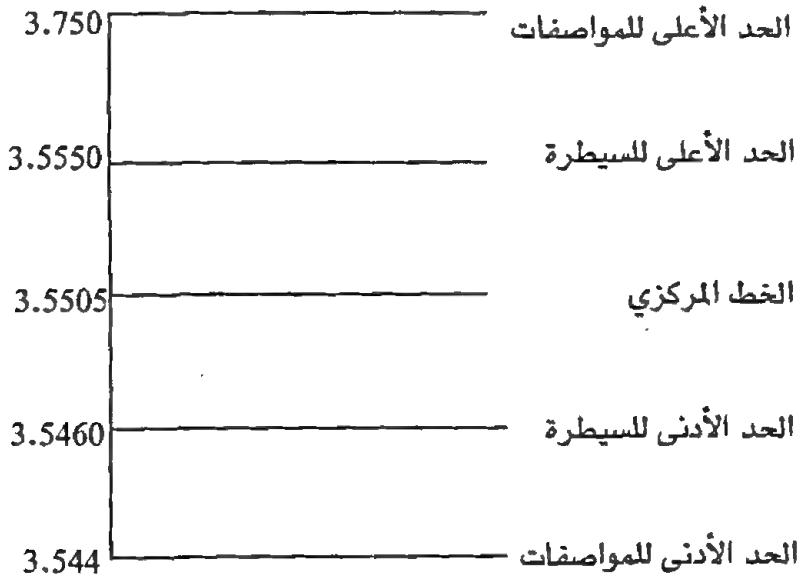 3.750 الحد الأعلى للمواصفات
3.5550 الحد الأعلى للسيطرة
3.5505 الخط المركزي
3.5460 الحد الأدنى للسيطرة
3.544 الحد الأدنى للمواصفات